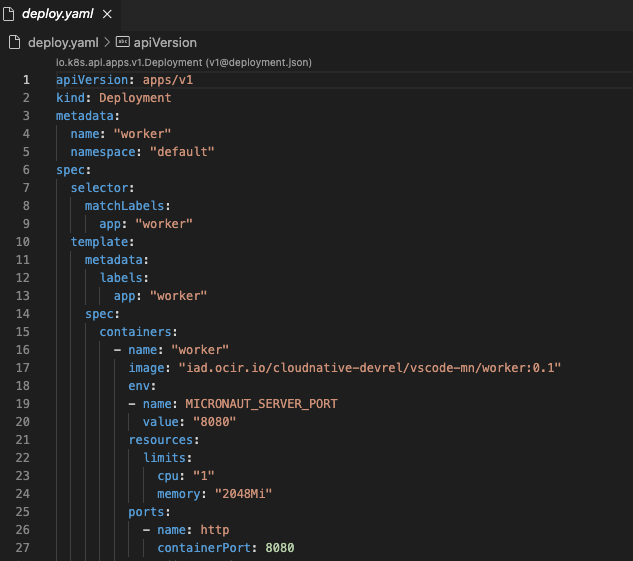 deploy.yaml
deploy.yaml > apiVersion
io.k8s.api.apps.v1.Deployment (v1@deployment.json)
1 apiVersion: apps/v1
2 kind: Deployment
3 metadata:
4   name: "worker"
5   namespace: "default"
6 spec:
7   selector:
8     matchLabels:
9       app: "worker"
10   template:
11     metadata:
12       labels:
13         app: "worker"
14     spec:
15       containers:
16         - name: "worker"
17           image: "iad.ocir.io/cloudnative-devrel/vscode-mn/worker:0.1"
18           env:
19           - name: MICRONAUT_SERVER_PORT
20             value: "8080"
21           resources:
22             limits:
23               cpu: "1"
24               memory: "2048Mi"
25           ports:
26             - name: http
27               containerPort: 8080